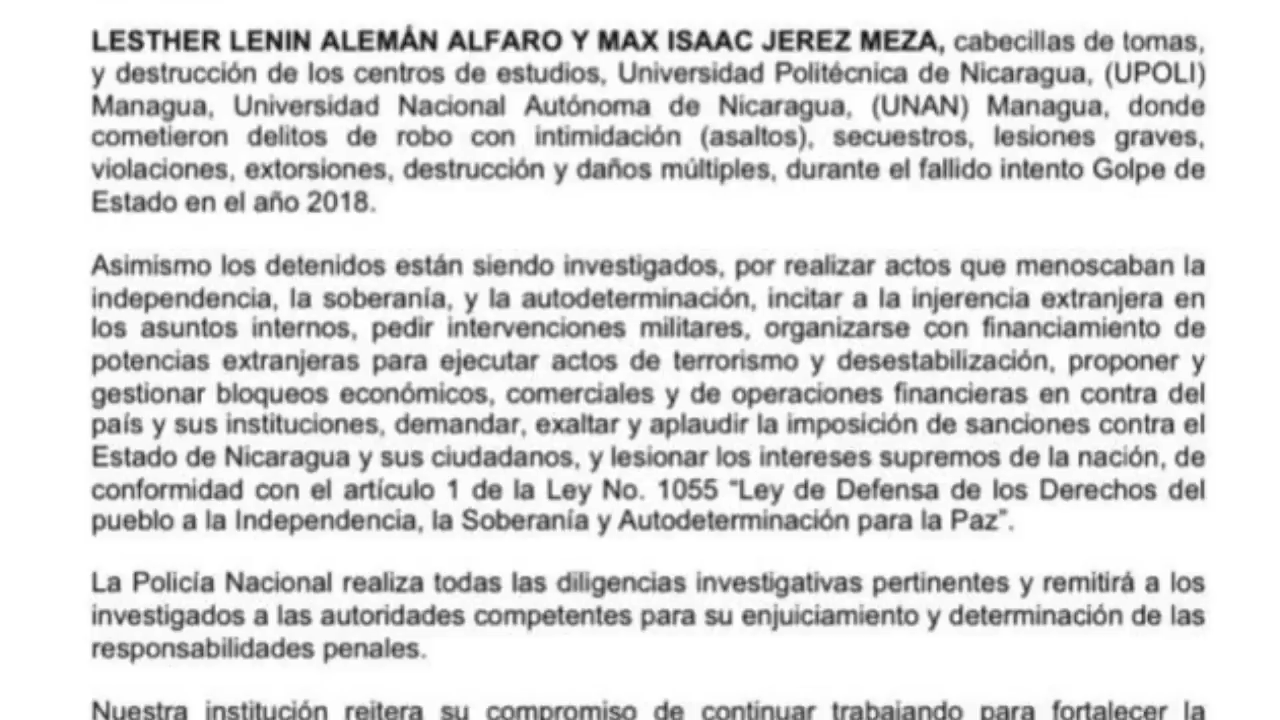 LESTHER LENIN ALEMÁN ALFARO Y MAX ISAAC JEREZ MEZA, cabecillas de tomas,
y destrucción de los centros de estudios, Universidad Politécnica de Nicaragua, (UPOLI)
Managua, Universidad Nacional Autónoma de Nicaragua, (UNAN) Managua, donde
cometieron delitos de robo con intimidación (asaltos), secuestros, lesiones graves,
violaciones, extorsiones, destrucción y daños múltiples, durante el fallido intento Golpe de
Estado en el año 2018.
Asimismo los detenidos están siendo investigados, por realizar actos que menoscaban la
independencia, la soberanía, y la autodeterminación, incitar a la injerencia extranjera en
los asuntos internos, pedir intervenciones militares, organizarse con financiamiento de
potencias extranjeras para ejecutar actos de terrorismo y desestabilización, proponer y
gestionar bloqueos económicos, comerciales y de operaciones financieras en contra del
país y sus instituciones, demandar, exaltar y aplaudir la imposición de sanciones contra el
Estado de Nicaragua y sus ciudadanos, y lesionar los intereses supremos de la nación, de
conformidad con el artículo 1 de la Ley No. 1055 “Ley de Defensa de los Derechos del
pueblo a la Independencia, la Soberanía y Autodeterminación para la Paz”.
La Policía Nacional realiza todas las diligencias investigativas pertinentes y remitirá a los
investigados a las autoridades competentes para su enjuiciamiento y determinación de las
responsabilidades penales.
Nuestra institución reitera su compromiso de continuar trabajando para fortalecer la